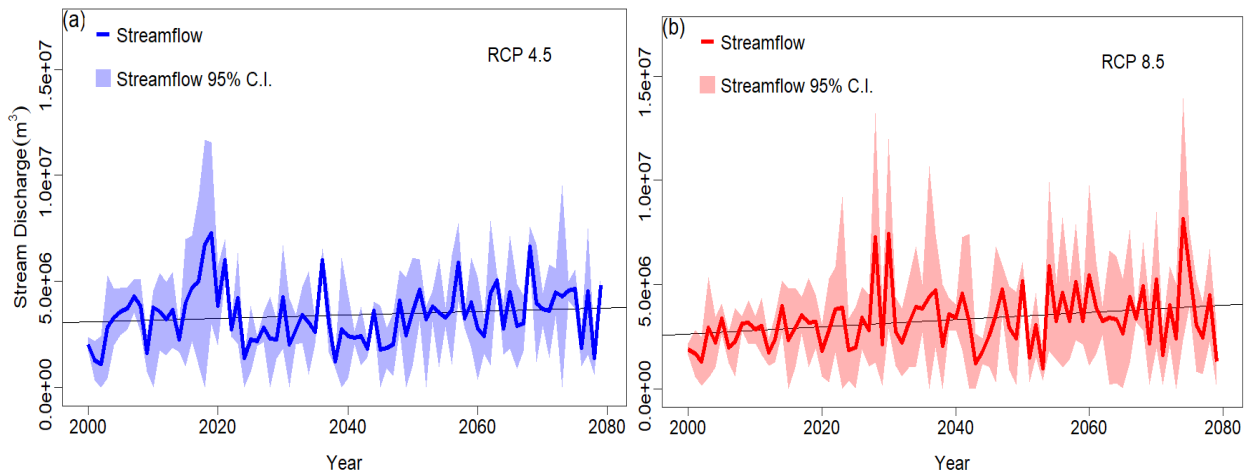 (a)
Streamflow
Streamflow 95% C.I.
RCP 4.5
Stream Discharge(m³)
0.0e+00
5.0e+06
1.0e+07
1.5e+07
2000
2020
2040
2060
2080
Year
(b)
Streamflow
Streamflow 95% C.I.
RCP 8.5
0.0e+00
5.0e+06
1.0e+07
1.5e+07
2000
2020
2040
2060
2080
Year